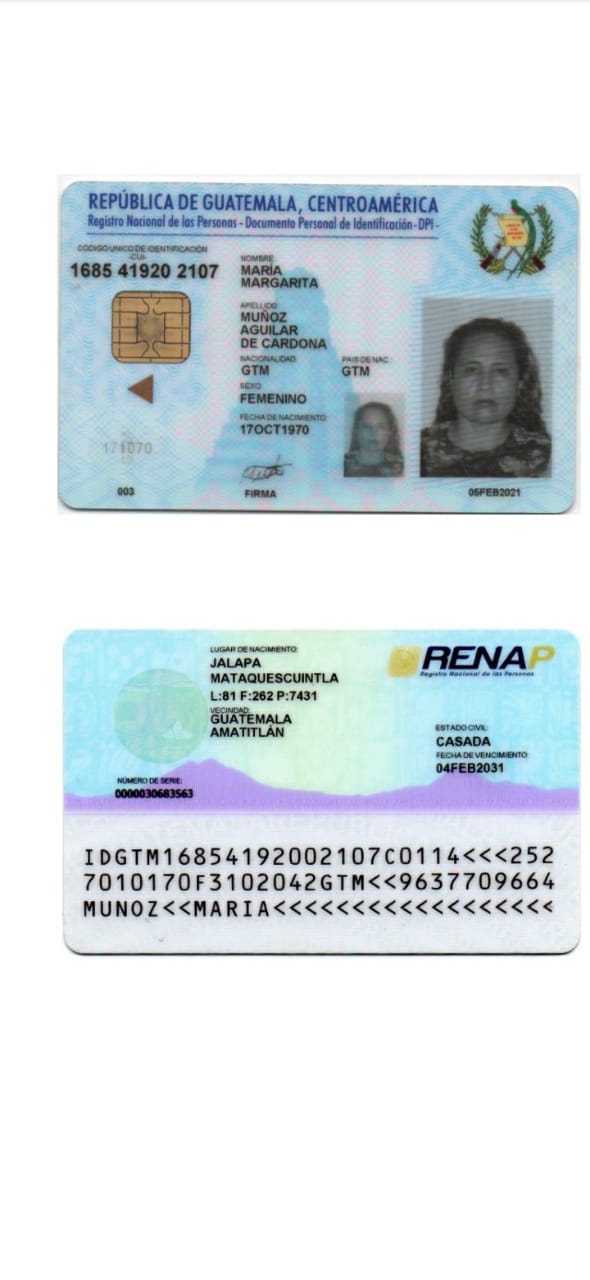 REPÚBLICA DE GUATEMALA, CENTROAMÉRICA
Registro Nacional de las Personas - Documento Personal de Identificación -DPI-
CÓDIGO UNICO DE IDENTIFICACIÓN
-CUI-
1685 41920 2107
NOMBRE:
MARÍA
MARGARITA
APELLIDO:
MUÑOZ
AGUILAR
DE CARDONA
NACIONALIDAD:
GTM
PAIS DE NAC.:
GTM
SEXO:
FEMENINO
FECHA DE NACIMIENTO:
17OCT1970
171070
003
FIRMA
05FEB2021
LUGAR DE NACIMIENTO:
JALAPA
MATAQUESCUINTLA
L:81 F:262 P:7431
VECINDAD:
GUATEMALA
AMATITLÁN
RENAP
Registro Nacional de las Personas
ESTADO CIVIL:
CASADA
FECHA DE VENCIMIENTO:
04FEB2031
NÚMERO DE SERIE:
0000030683563
IDGTM16854192002107C0114<<<252
7010170F3102042GTM<<9637709664
MUNOZ<<MARIA<<<<<<<<<<<<<<<<<<